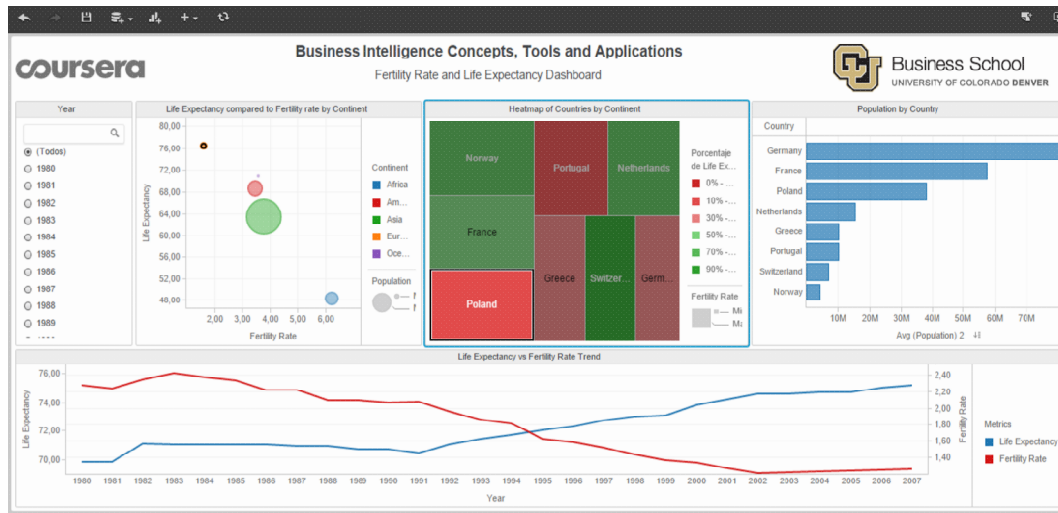 Business Intelligence Concepts, Tools and Applications
Fertility Rate and Life Expectancy Dashboard
coursera
CU
Business School
UNIVERSITY OF COLORADO DENVER
Year
(Todos)
1980
1981
1982
1983
1984
1985
1986
1987
1988
1989
Life Expectancy compared to Fertility rate by Continent
Life Expectancy
80,00
76,00
72,00
68,00
64,00
60,00
56,00
52,00
48,00
2,00 3,00 4,00 5,00 6,00
Fertility Rate
Continent
Africa
Am...
Asia
Eur...
Oce...
Population
Heatmap of Countries by Continent
Norway
Portugal
Netherlands
France
Poland
Greece
Switzer...
Germ...
Porcentaje
de Life Ex...
0% -...
10% -...
30% -...
50% -...
70% -...
90% -...
Fertility Rate
Mi
Ma
Population by Country
Country
Germany
France
Poland
Netherlands
Greece
Portugal
Switzerland
Norway
10M 20M 30M 40M 50M 60M 70M
Avg (Population) 2
Life Expectancy vs Fertility Rate Trend
Life Expectancy
76,00
74,00
72,00
70,00
1980 1981 1982 1983 1984 1985 1986 1987 1988 1989 1990 1991 1992 1993 1994 1995 1996 1997 1998 1999 2000 2001 2002 2003 2004 2005 2006 2007
Year
2,40
2,20
2,00
1,80
1,60
1,40
Fertility Rate
Metrics
Life Expectancy
Fertility Rate